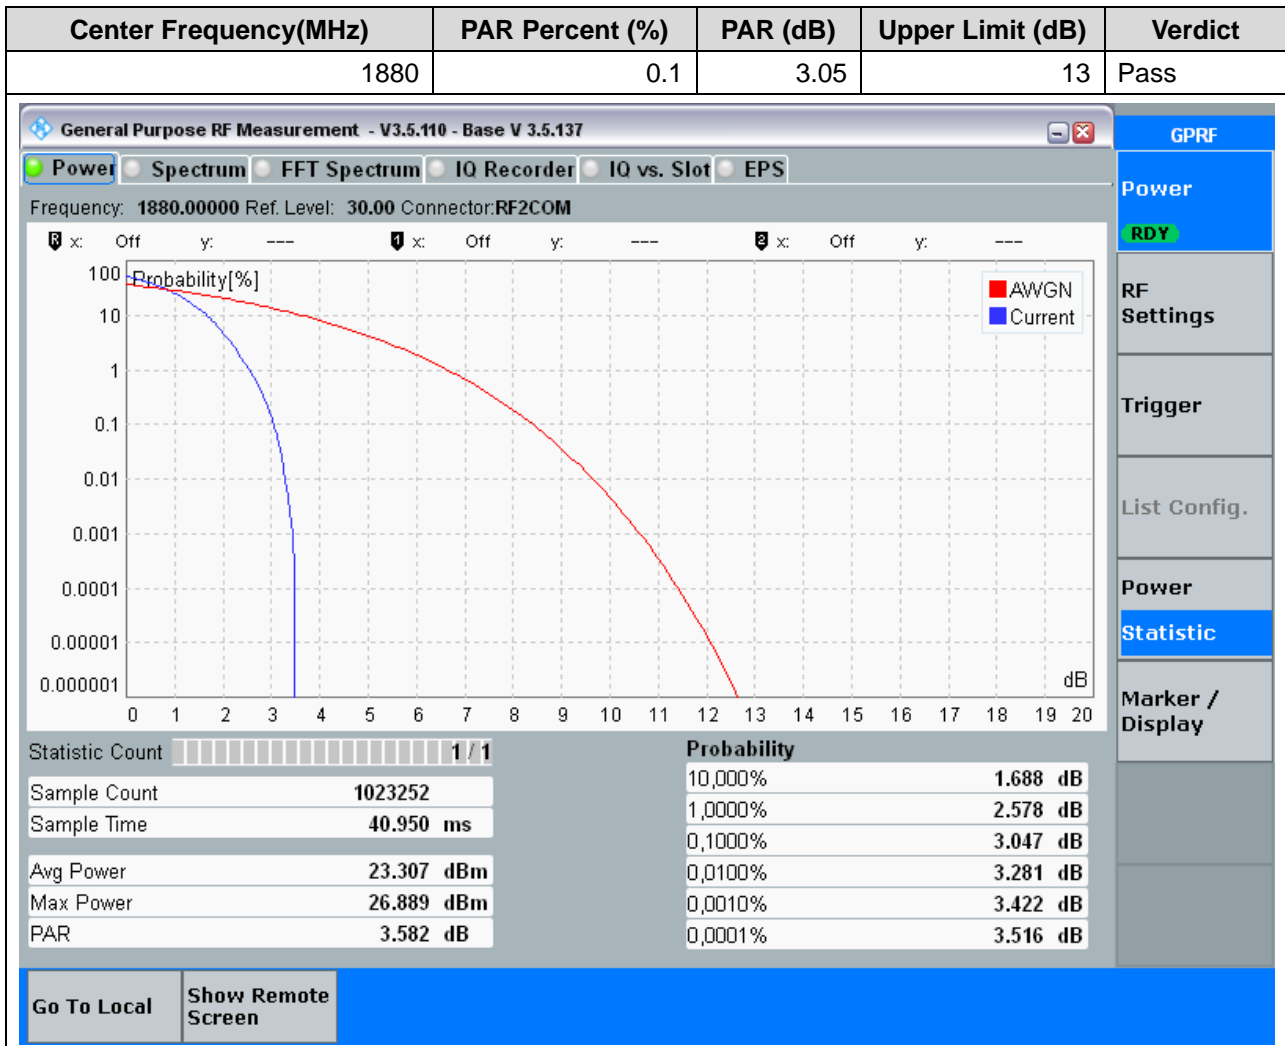 Center Frequency(MHz) PAR Percent (%) PAR (dB) Upper Limit (dB) Verdict
1880 0.1 3.05 13 Pass
General Purpose RF Measurement - V3.5.110 - Base V 3.5.137
GPRF
Power Spectrum FFT Spectrum IQ Recorder IQ vs. Slot EPS
Frequency: 1880.00000 Ref. Level: 30.00 Connector:RF2COM
R x: Off y: --- 1 x: Off y: --- 2 x: Off y: ---
Probability[%]
100
10
1
0.1
0.01
0.001
0.0001
0.00001
0.000001
AWGN
Current
dB
0 1 2 3 4 5 6 7 8 9 10 11 12 13 14 15 16 17 18 19 20
Statistic Count 1 / 1
Sample Count 1023252
Sample Time 40.950 ms
Avg Power 23.307 dBm
Max Power 26.889 dBm
PAR 3.582 dB
Probability
10,000% 1.688 dB
1,0000% 2.578 dB
0,1000% 3.047 dB
0,0100% 3.281 dB
0,0010% 3.422 dB
0,0001% 3.516 dB
Power
RDY
RF
Settings
Trigger
List Config.
Power
Statistic
Marker /
Display
Go To Local
Show Remote
Screen